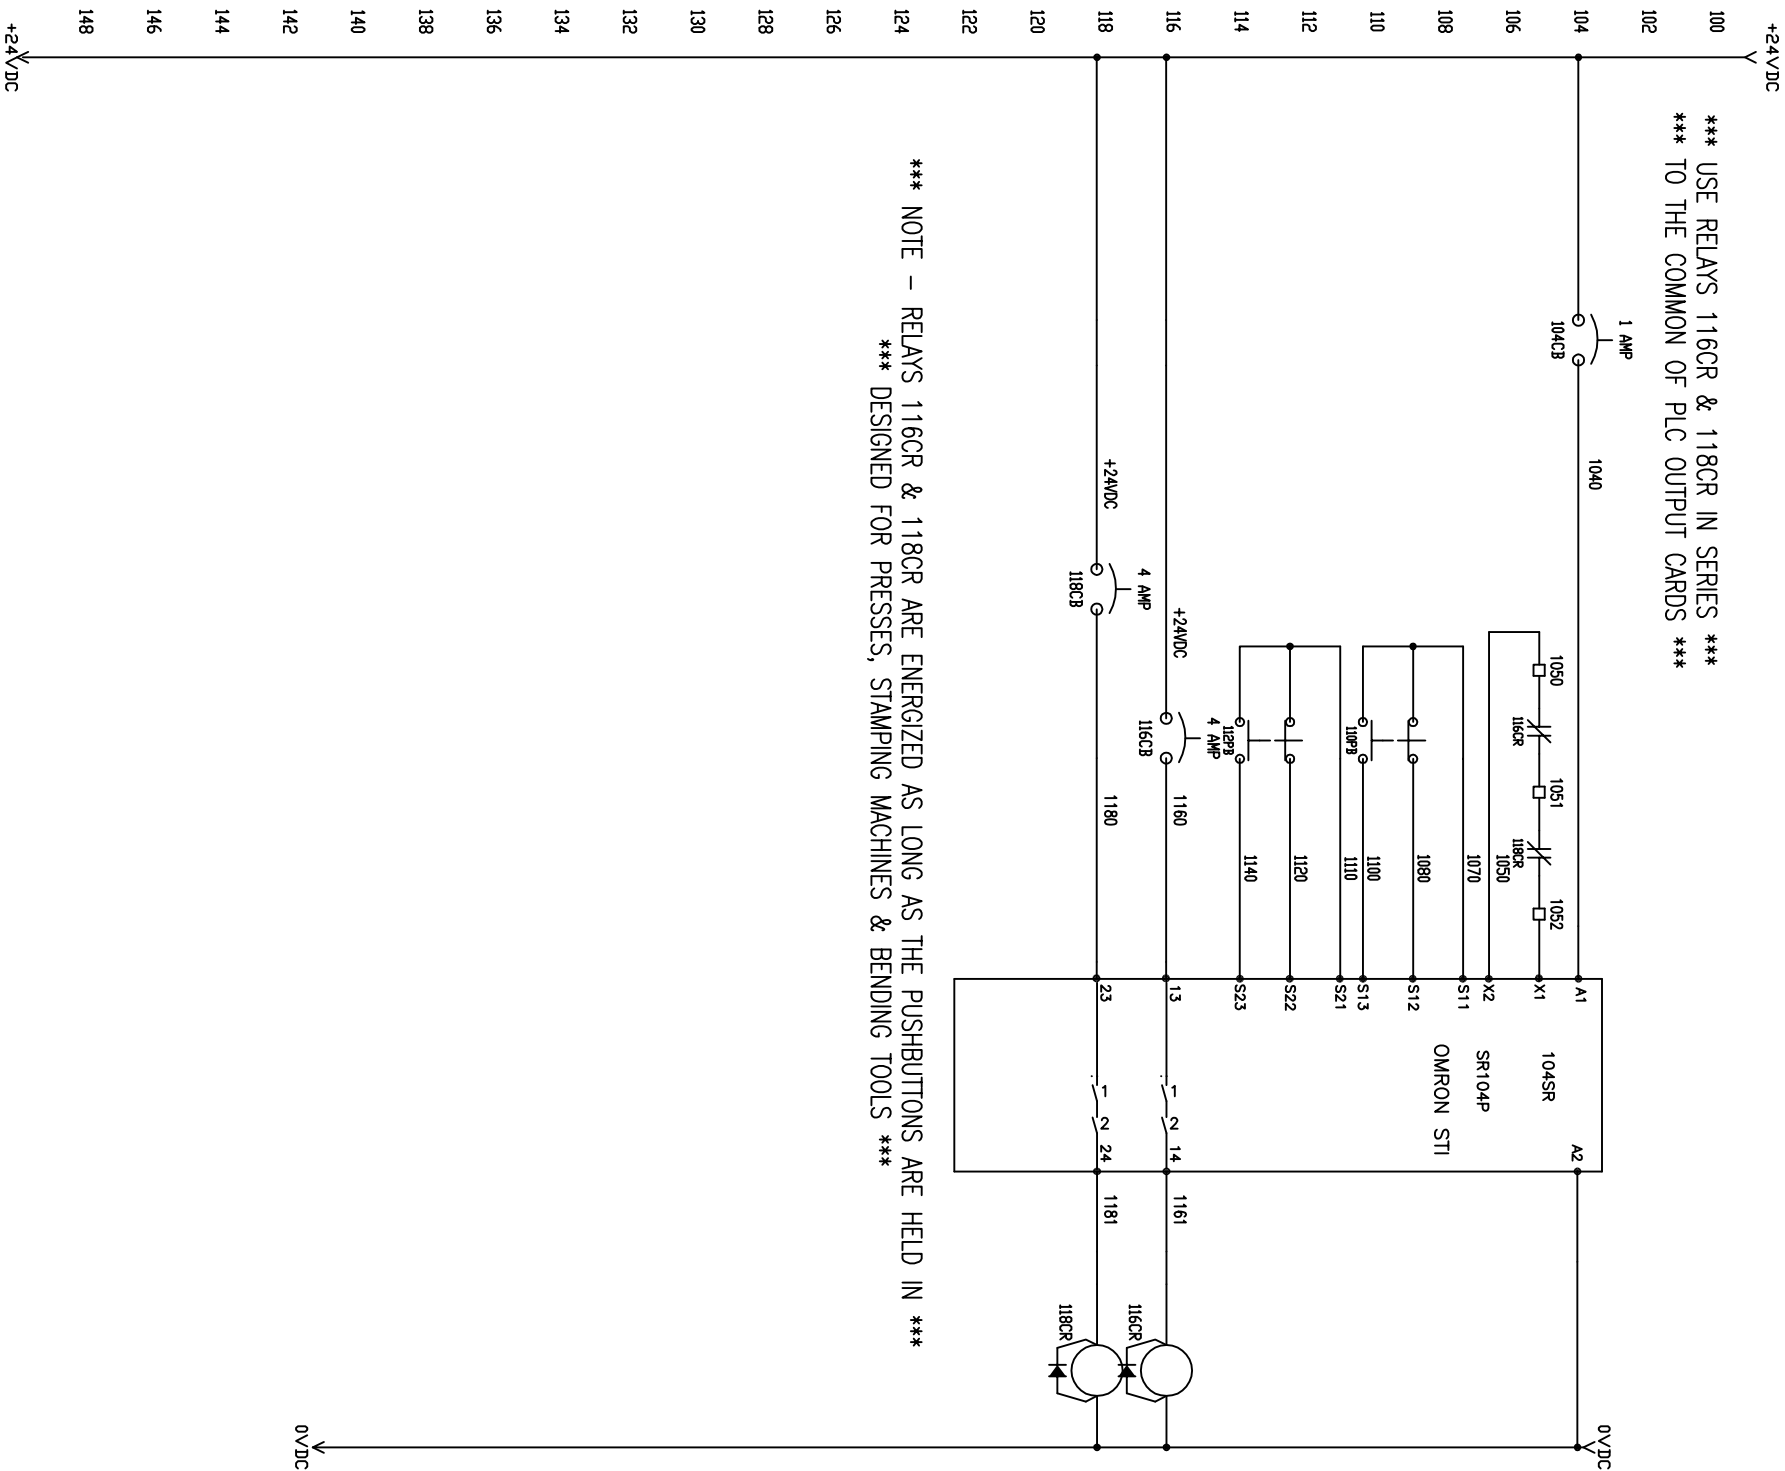 +24VDC
0VDC
100
102
104
106
108
110
112
114
116
118
120
122
124
126
128
130
132
134
136
138
140
142
144
146
148
+24VDC
0VDC
*** USE RELAYS 116CR & 118CR IN SERIES ***
*** TO THE COMMON OF PLC OUTPUT CARDS ***
1 AMP
104CB
1040
A1
A2
104SR
SR104P
OMRON STI
1050
116CR
1051
118CR
1052
X1
1050
X2
1070
S11
1080
S12
110PB
1100
S13
1110
S21
1120
S22
112PB
1140
S23
+24VDC
4 AMP
116CB
1160
13
1
2
14
1161
116CR
+24VDC
4 AMP
118CB
1180
23
1
2
24
1181
118CR
*** NOTE - RELAYS 116CR & 118CR ARE ENERGIZED AS LONG AS THE PUSHBUTTONS ARE HELD IN ***
*** DESIGNED FOR PRESSES, STAMPING MACHINES & BENDING TOOLS ***